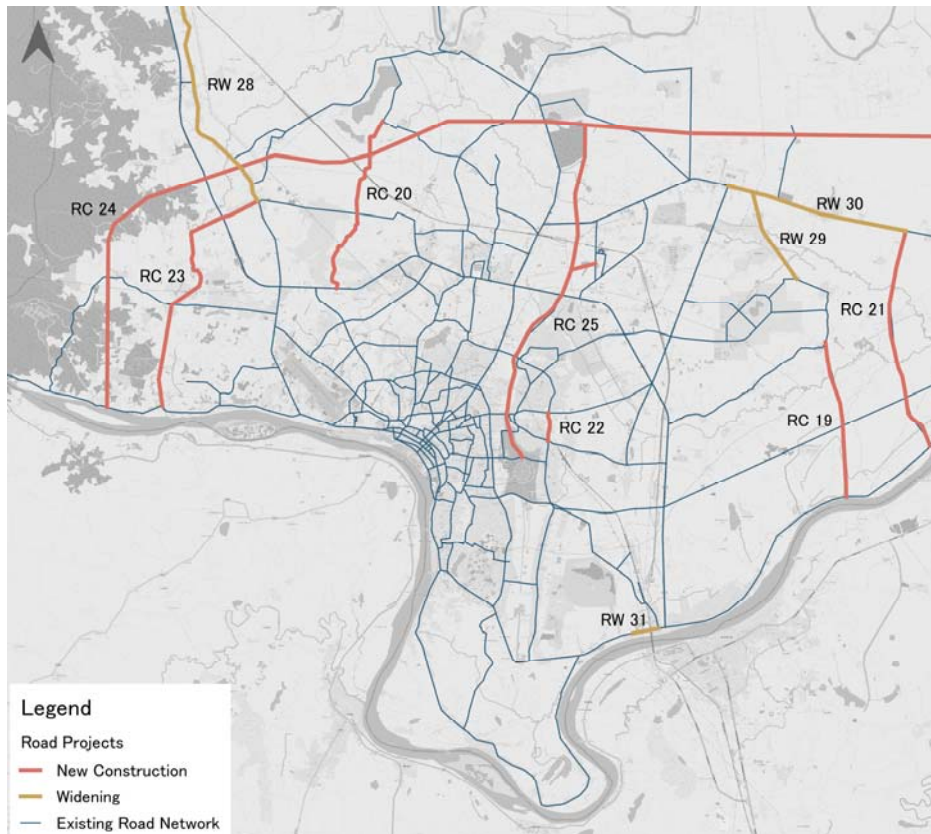 RW 28
RC 24
RC 20
RW 30
RW 29
RC 23
RC 21
RC 25
RC 22
RC 19
RW 31
Legend
Road Projects
New Construction
Widening
Existing Road Network